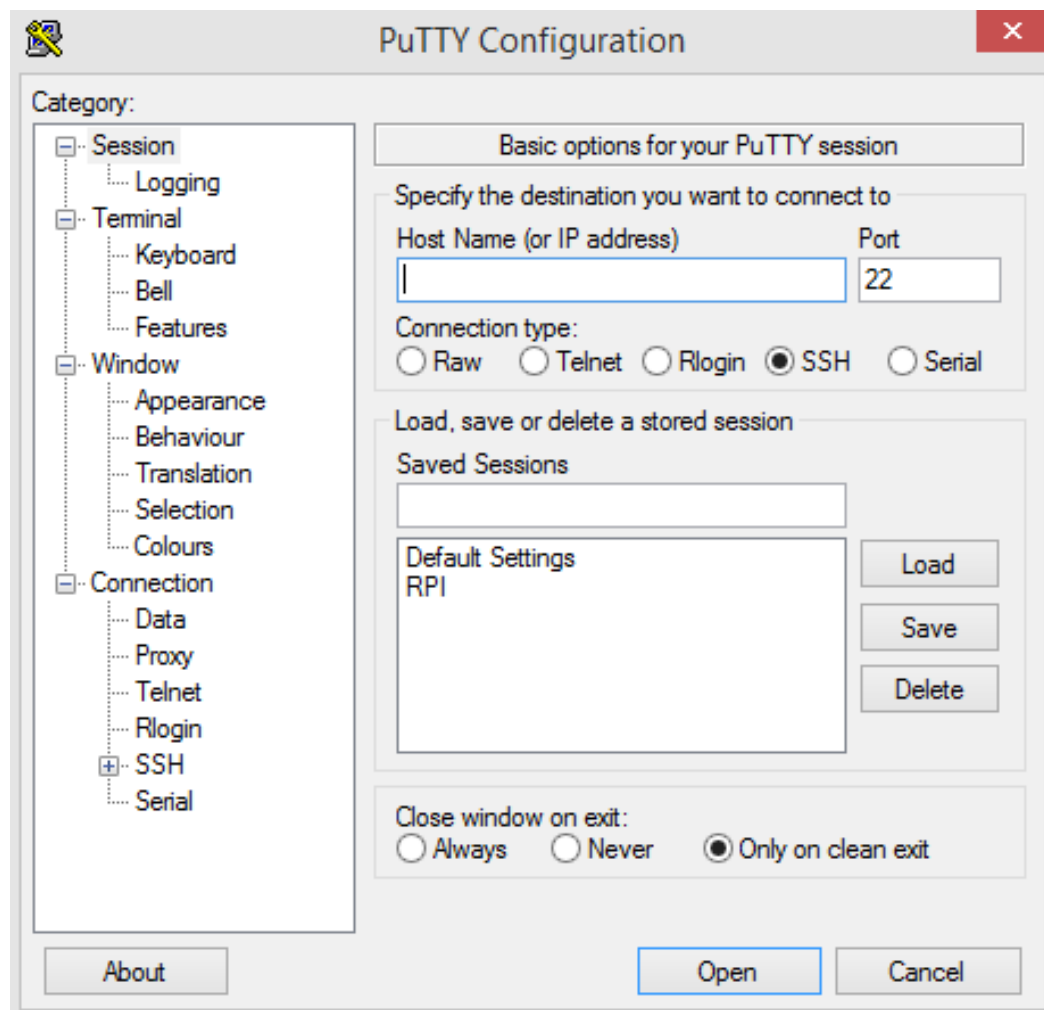 PuTTY Configuration
Category:
Session
Logging
Terminal
Keyboard
Bell
Features
Window
Appearance
Behaviour
Translation
Selection
Colours
Connection
Data
Proxy
Telnet
Rlogin
SSH
Serial
Basic options for your PuTTY session
Specify the destination you want to connect to
Host Name (or IP address) Port
22
Connection type:
Raw Telnet Rlogin SSH Serial
Load, save or delete a stored session
Saved Sessions
Default Settings
RPI
Load
Save
Delete
Close window on exit:
Always Never Only on clean exit
About Open Cancel